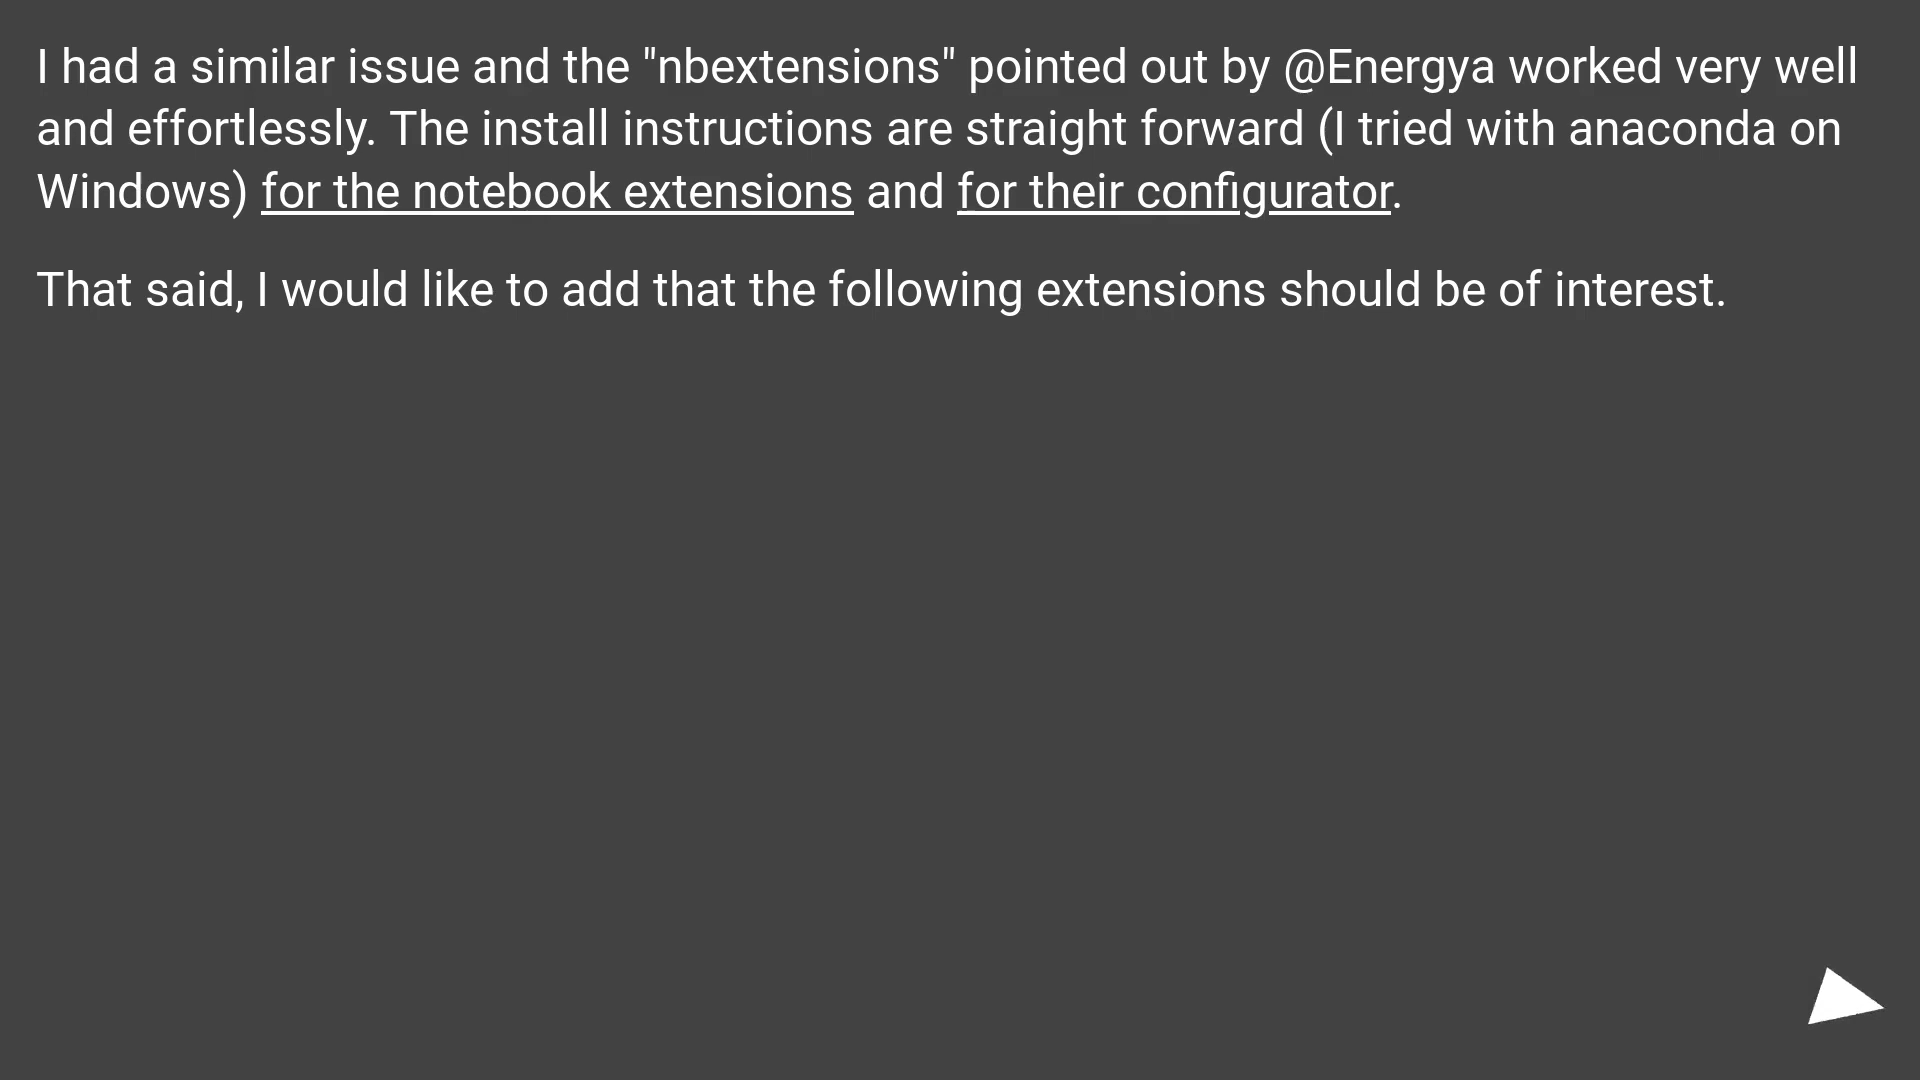 I had a similar issue and the "nbextensions" pointed out by @Energya worked very well
and effortlessly. The install instructions are straight forward (I tried with anaconda on
Windows) for the notebook extensions and for their configurator.
That said, I would like to add that the following extensions should be of interest.